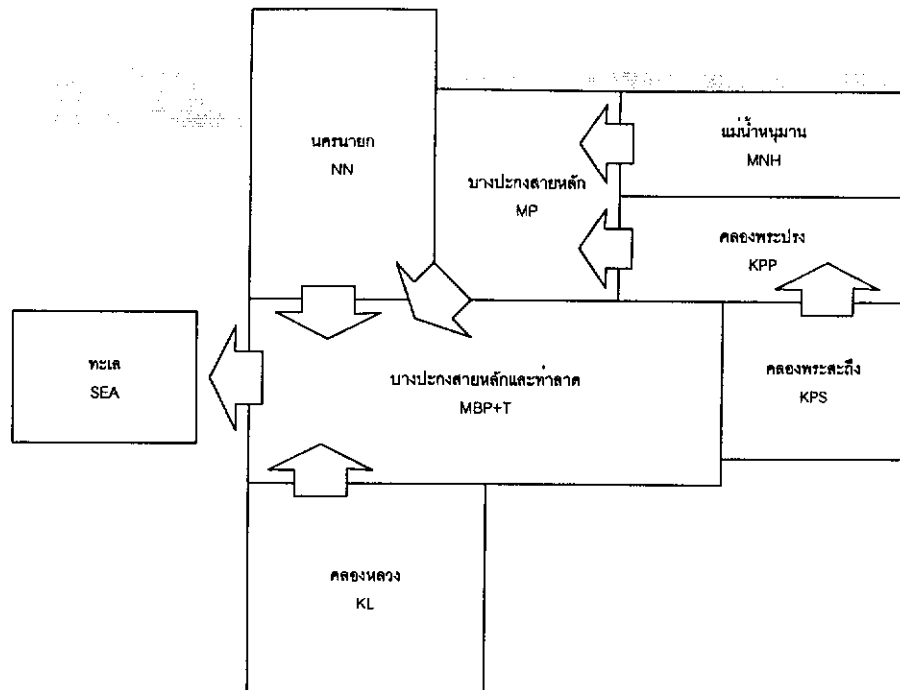 นครนายก
NN
บางปะกงสายหลัก
MP
แม่น้ำหนุมาน
MNH
คลองพระปรง
KPP
ทะเล
SEA
บางปะกงสายหลักและท่าลาด
MBP+T
คลองพระสะถึง
KPS
คลองหลวง
KL